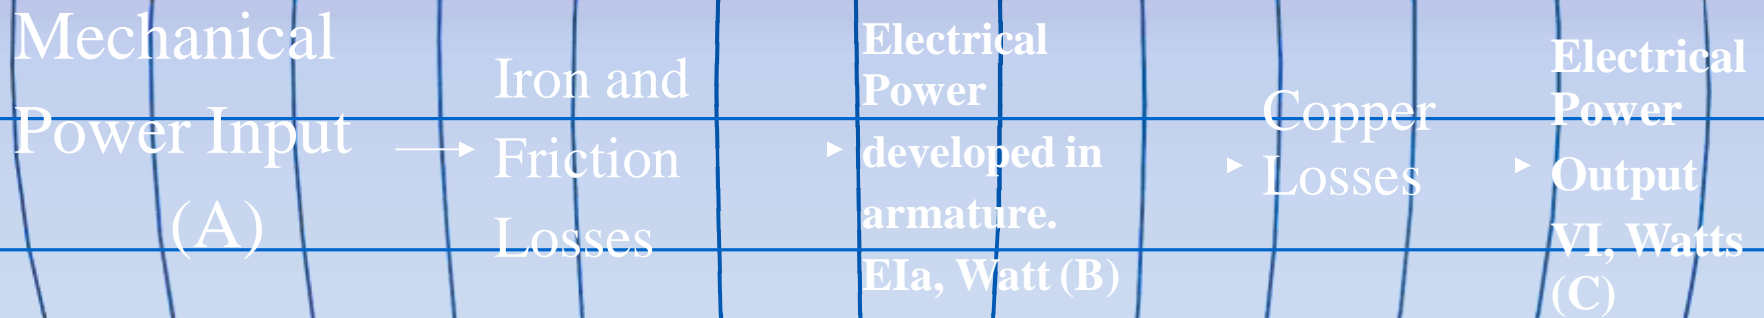 Mechanical
Power Input
(A)
Iron and
Friction
Losses
Electrical
Power
developed in
armature.
EIa, Watt (B)
Copper
Losses
Electrical
Power
Output
VI, Watts
(C)